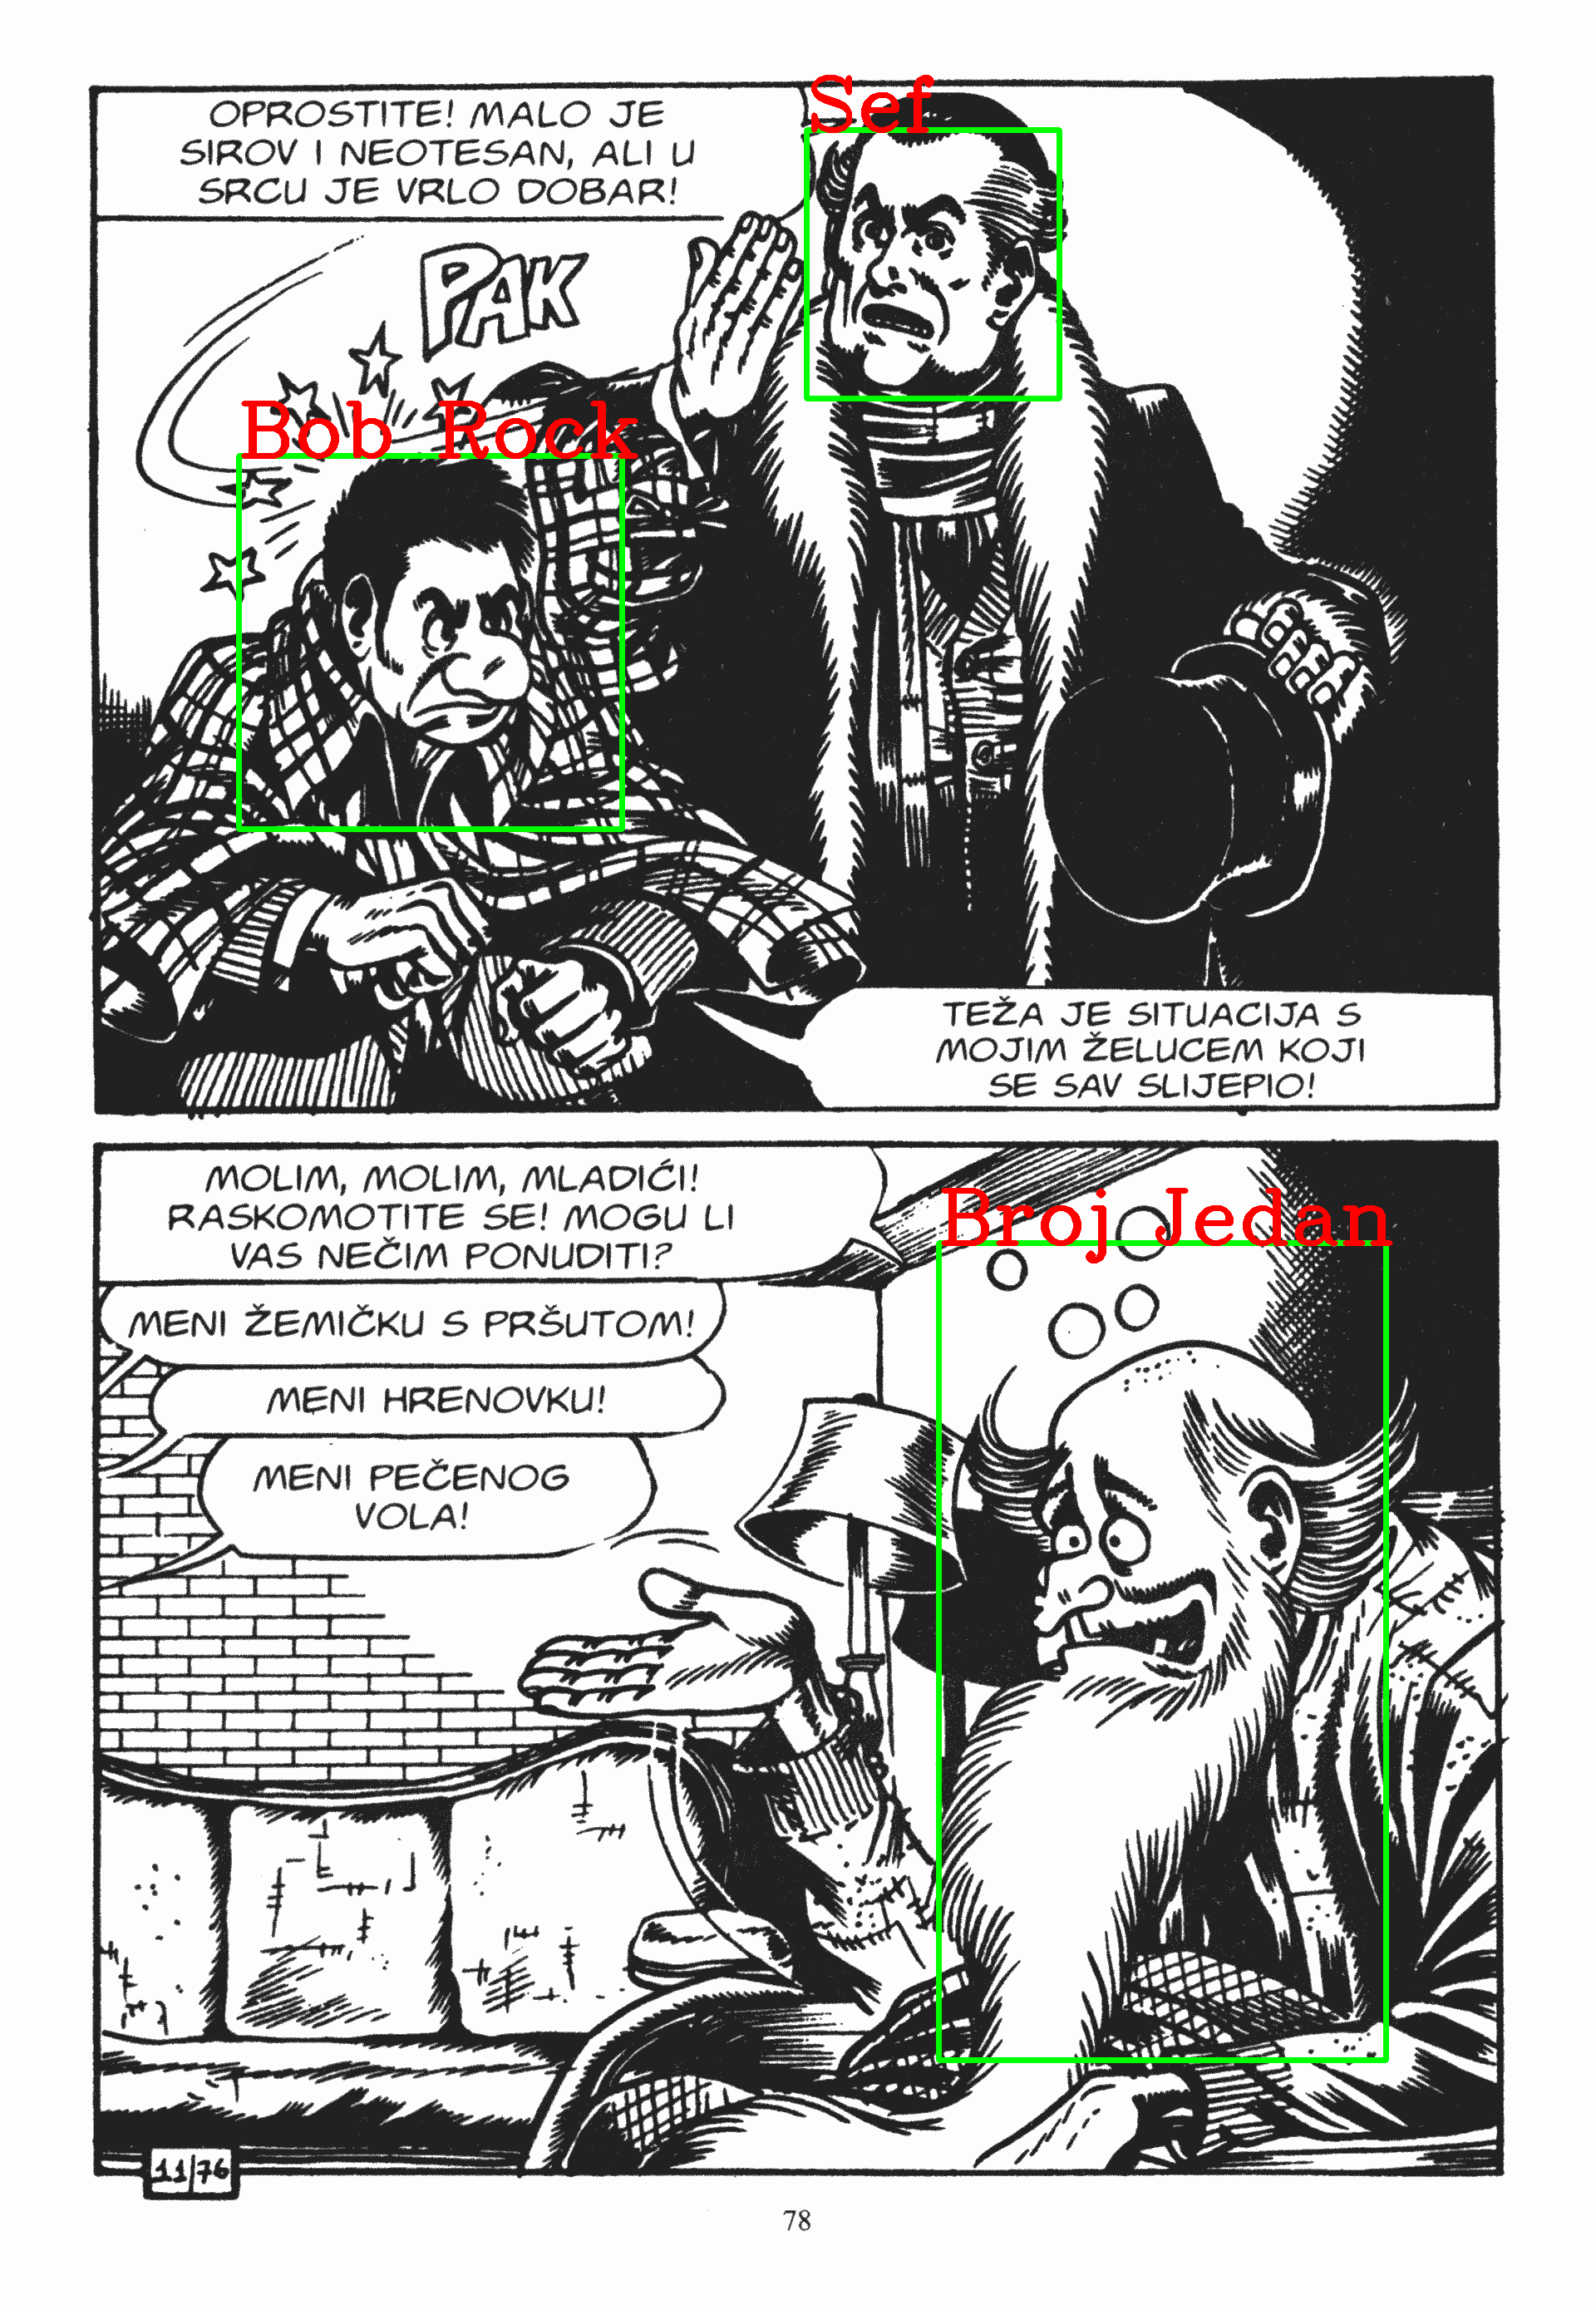 OPROSTITE! MALO JE
SIROV I NEOTESAN, ALI U
SRCU JE VRLO DOBAR!
Sef
PAK
Bob Rock
TEŽA JE SITUACIJA S
MOJIM ŽELUCEM KOJI
SE SAV SLIJEPIO!
MOLIM, MOLIM, MLADIĆI!
RASKOMOTITE SE! MOGU LI
VAS NEČIM PONUDITI?
Broj Jedan
MENI ŽEMIČKU S PRŠUTOM!
MENI HRENOVKU!
MENI PEČENOG
VOLA!
11/76
78